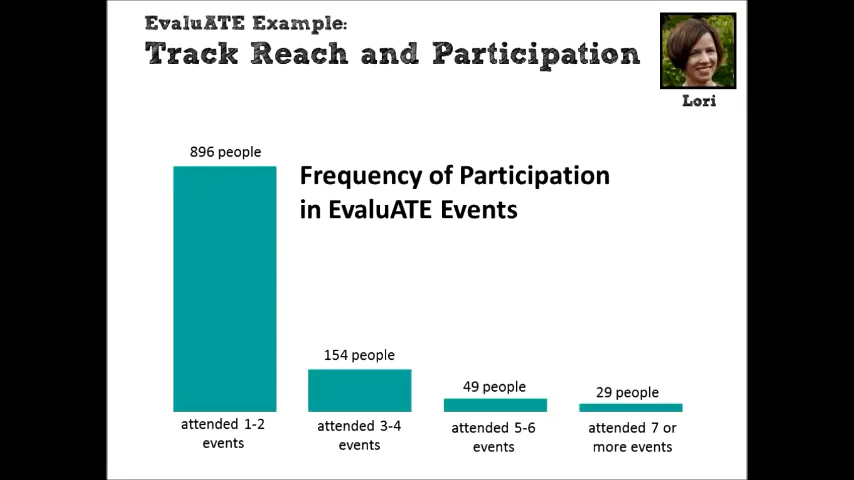 EvaluATE Example:
Track Reach and Participation
Lori
896 people
Frequency of Participation
in EvaluATE Events
154 people
49 people
29 people
attended 1-2
events
attended 3-4
events
attended 5-6
events
attended 7 or
more events